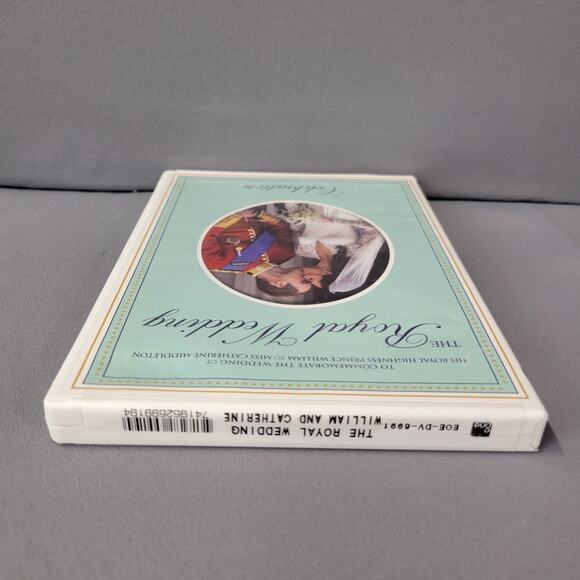 THE Royal Wedding
TO COMMEMORATE THE WEDDING OF
HIS ROYAL HIGHNESS PRINCE WILLIAM TO MISS CATHERINE MIDDLETON
Celebration
EOE-DV-6991
THE ROYAL WEDDING
WILLIAM AND CATHERINE
741952699194